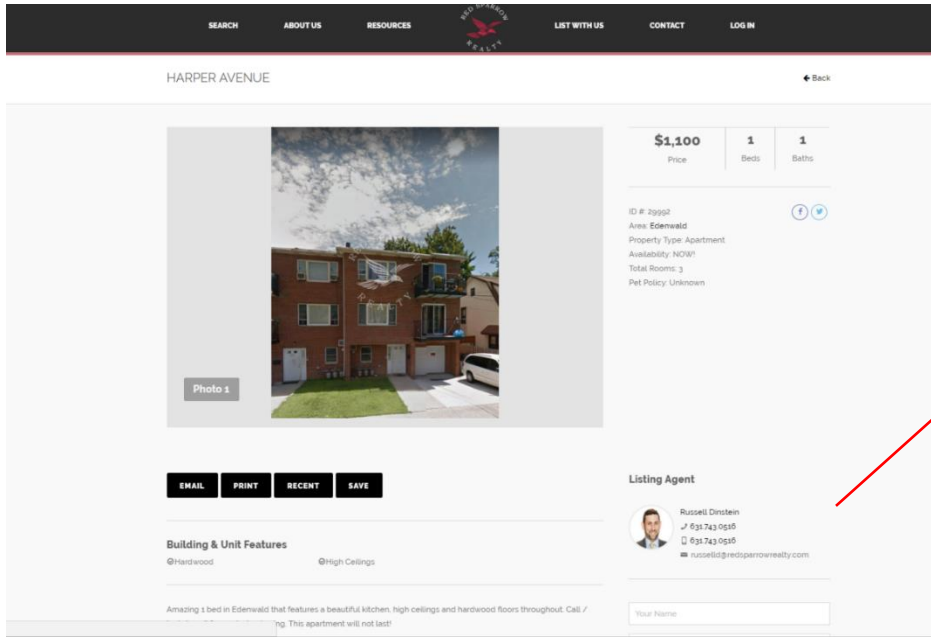 SEARCH
ABOUT US
RESOURCES
RED SPARROW
REALTY
LIST WITH US
CONTACT
LOG IN
HARPER AVENUE
Back
$1,100
Price
1
Beds
1
Baths
ID #: 29992
Area: Edenwald
Property Type: Apartment
Availability: NOW!
Total Rooms: 3
Pet Policy: Unknown
REALTY
Photo 1
EMAIL
PRINT
RECENT
SAVE
Listing Agent
Russell Dinstein
631.743.0516
631.743.0516
russelld@redsparrowrealty.com
Building & Unit Features
Hardwood
High Ceilings
Amazing 1 bed in Edenwald that features a beautiful kitchen, high ceilings and hardwood floors throughout. Call /
This apartment will not last!
Your Name